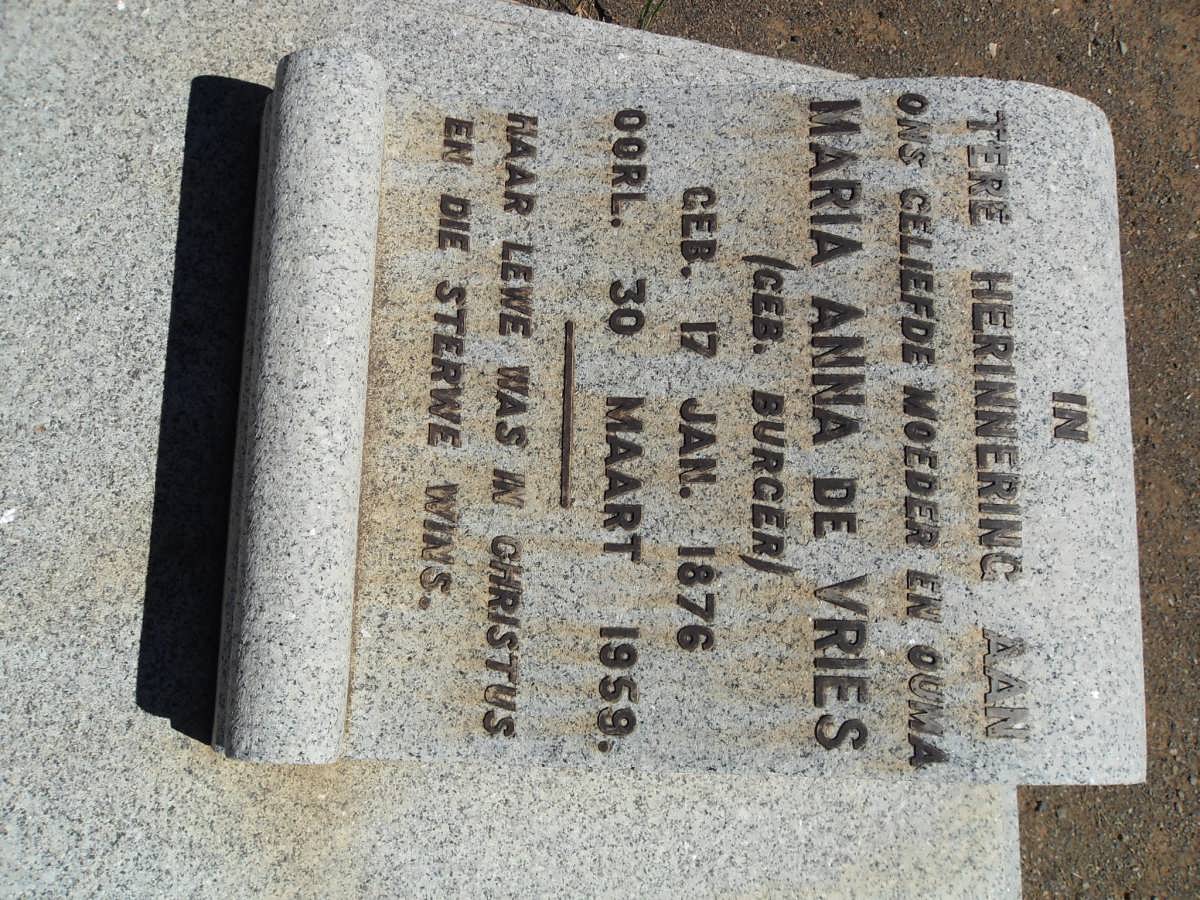 IN
TERE HERINNERING AAN
ONS GELIEFDE MOEDER EN OUMA
MARIA ANNA DE VRIES
(GEB. BURGER)
GEB. 17 JAN. 1876
OORL. 30 MAART 1959.
HAAR LEWE WAS IN CHRISTUS
EN DIE STERWE WINS.